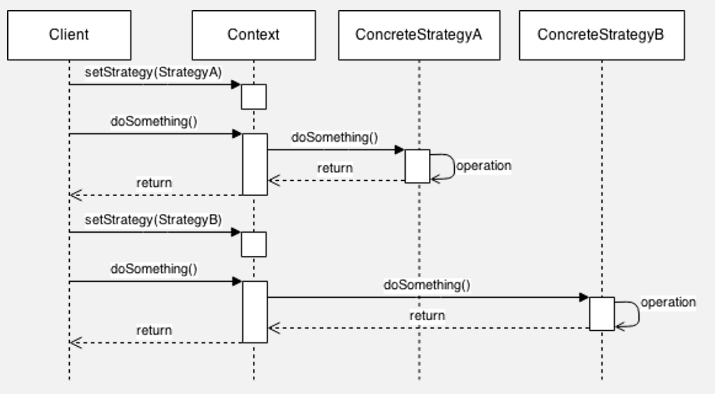 Client
Context
ConcreteStrategyA
ConcreteStrategyB
setStrategy(StrategyA)
doSomething()
doSomething()
operation
return
return
setStrategy(StrategyB)
doSomething()
doSomething()
operation
return
return